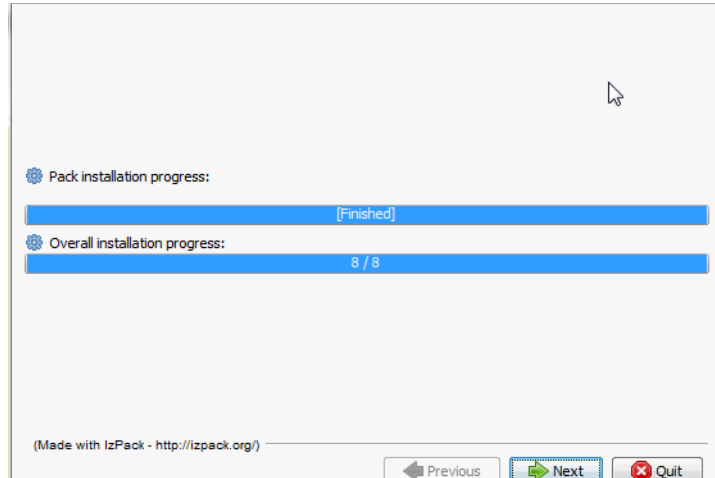 Pack installation progress:
[Finished]
Overall installation progress:
8 / 8
(Made with IzPack - http://izpack.org/)
Previous Next Quit